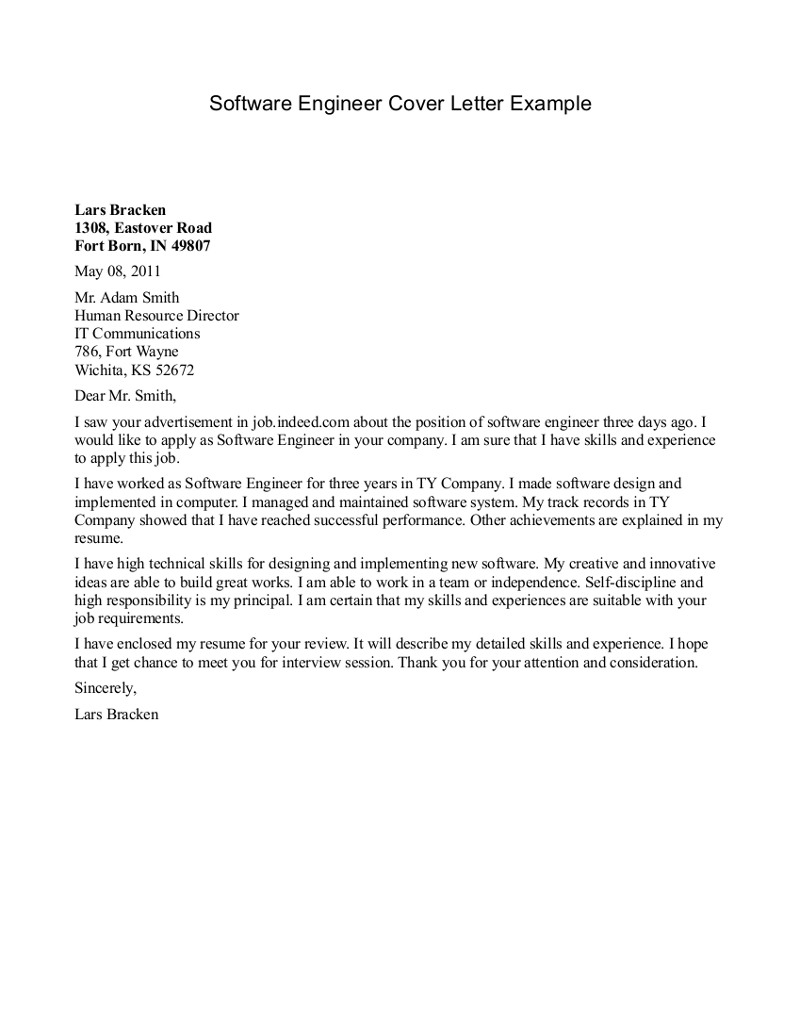 Software Engineer Cover Letter Example
Lars Bracken
1308, Eastover Road
Fort Born, IN 49807
May 08, 2011
Mr. Adam Smith
Human Resource Director
IT Communications
786, Fort Wayne
Wichita, KS 52672
Dear Mr. Smith,
I saw your advertisement in job.indeed.com about the position of software engineer three days ago. I
would like to apply as Software Engineer in your company. I am sure that I have skills and experience
to apply this job.
I have worked as Software Engineer for three years in TY Company. I made software design and
implemented in computer. I managed and maintained software system. My track records in TY
Company showed that I have reached successful performance. Other achievements are explained in my
resume.
I have high technical skills for designing and implementing new software. My creative and innovative
ideas are able to build great works. I am able to work in a team or independence. Self-discipline and
high responsibility is my principal. I am certain that my skills and experiences are suitable with your
job requirements.
I have enclosed my resume for your review. It will describe my detailed skills and experience. I hope
that I get chance to meet you for interview session. Thank you for your attention and consideration.
Sincerely,
Lars Bracken